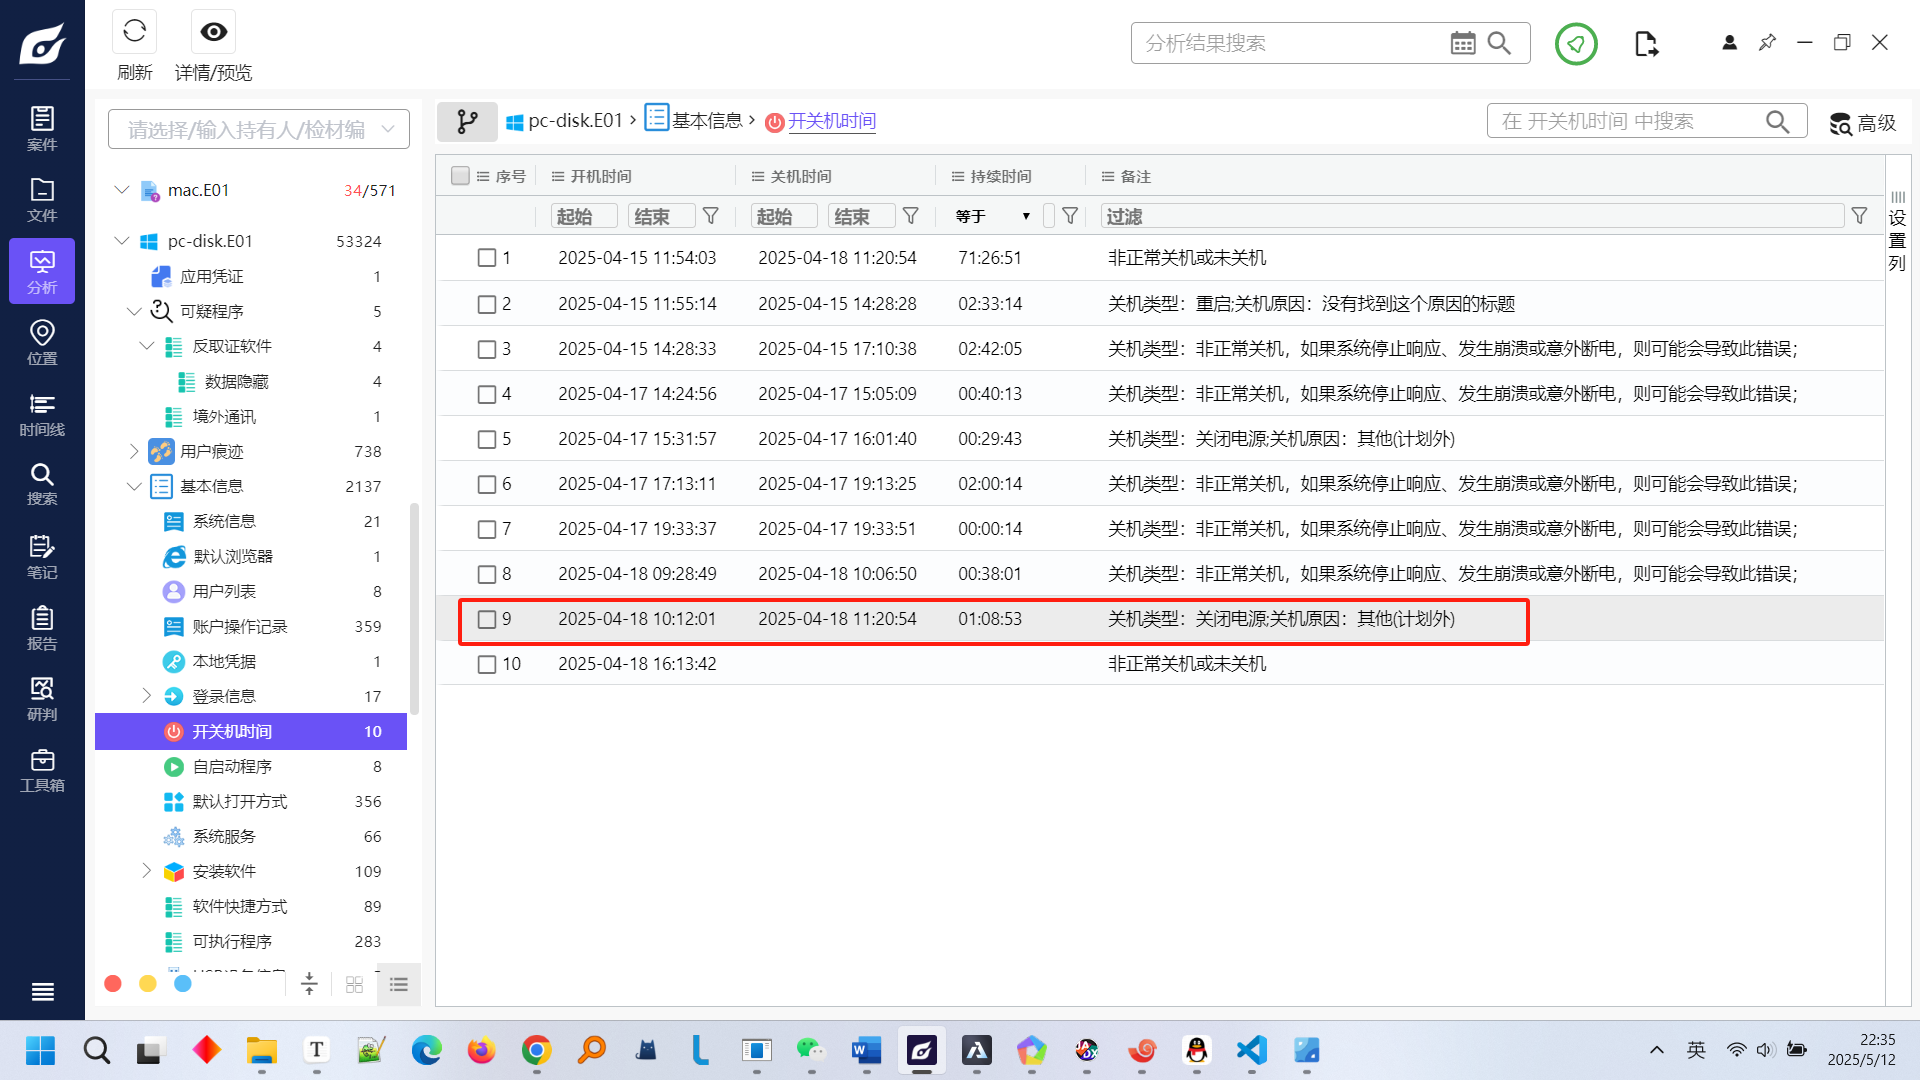 刷新
详情/预览
分析结果搜索
案件
文件
分析
位置
时间线
搜索
笔记
报告
研判
工具箱
请选择/输入持有人/检材编
mac.E01 34/571
pc-disk.E01 53324
应用凭证 1
可疑程序 5
反取证软件 4
数据隐藏 4
境外通讯 1
用户痕迹 738
基本信息 2137
系统信息 21
默认浏览器 1
用户列表 8
账户操作记录 359
本地凭据 1
登录信息 17
开关机时间 10
自启动程序 8
默认打开方式 356
系统服务 66
安装软件 109
软件快捷方式 89
可执行程序 283
pc-disk.E01 › 基本信息 › 开关机时间
在 开关机时间 中搜索
高级
序号 开机时间 关机时间 持续时间 备注
起始 结束 起始 结束 等于 过滤
设置列
1 2025-04-15 11:54:03 2025-04-18 11:20:54 71:26:51 非正常关机或未关机
2 2025-04-15 11:55:14 2025-04-15 14:28:28 02:33:14 关机类型：重启;关机原因：没有找到这个原因的标题
3 2025-04-15 14:28:33 2025-04-15 17:10:38 02:42:05 关机类型：非正常关机，如果系统停止响应、发生崩溃或意外断电，则可能会导致此错误；
4 2025-04-17 14:24:56 2025-04-17 15:05:09 00:40:13 关机类型：非正常关机，如果系统停止响应、发生崩溃或意外断电，则可能会导致此错误；
5 2025-04-17 15:31:57 2025-04-17 16:01:40 00:29:43 关机类型：关闭电源;关机原因：其他(计划外)
6 2025-04-17 17:13:11 2025-04-17 19:13:25 02:00:14 关机类型：非正常关机，如果系统停止响应、发生崩溃或意外断电，则可能会导致此错误；
7 2025-04-17 19:33:37 2025-04-17 19:33:51 00:00:14 关机类型：非正常关机，如果系统停止响应、发生崩溃或意外断电，则可能会导致此错误；
8 2025-04-18 09:28:49 2025-04-18 10:06:50 00:38:01 关机类型：非正常关机，如果系统停止响应、发生崩溃或意外断电，则可能会导致此错误；
9 2025-04-18 10:12:01 2025-04-18 11:20:54 01:08:53 关机类型：关闭电源;关机原因：其他(计划外)
10 2025-04-18 16:13:42 非正常关机或未关机
英
22:35
2025/5/12